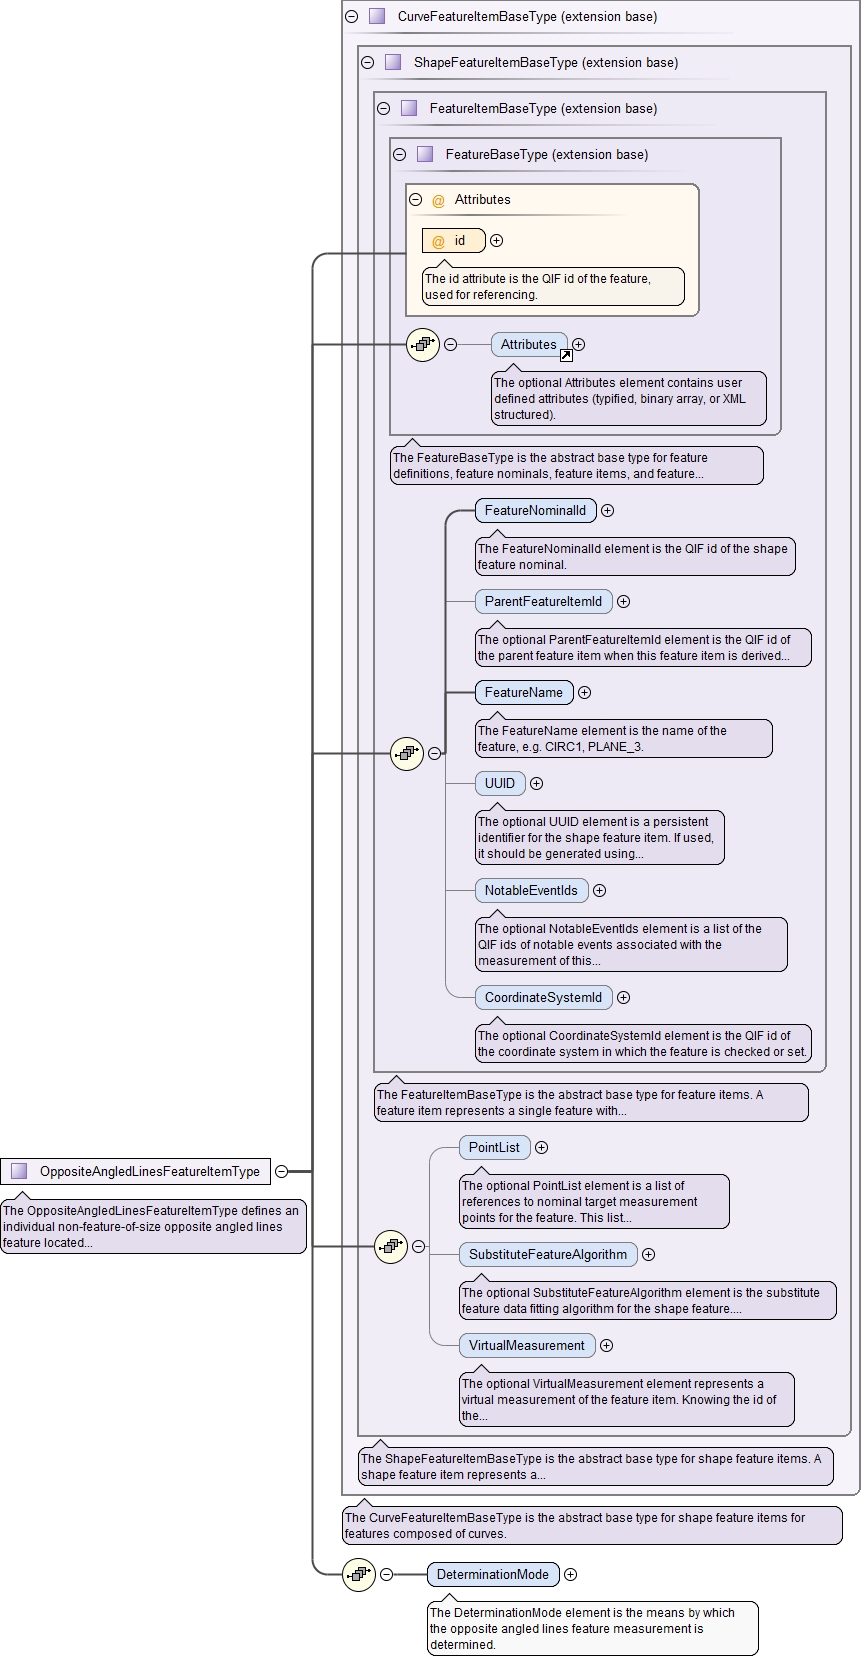 CurveFeatureItemBaseType (extension base)
ShapeFeatureItemBaseType (extension base)
FeatureItemBaseType (extension base)
FeatureBaseType (extension base)
@ Attributes
@ id
The id attribute is the QIF id of the feature,
used for referencing.
Attributes
The optional Attributes element contains user
defined attributes (typified, binary array, or XML
structured).
The FeatureBaseType is the abstract base type for feature
definitions, feature nominals, feature items, and feature...
FeatureNominalId
The FeatureNominalId element is the QIF id of the shape
feature nominal.
ParentFeatureItemId
The optional ParentFeatureItemId element is the QIF id of
the parent feature item when this feature item is derived...
FeatureName
The FeatureName element is the name of the
feature, e.g. CIRC1, PLANE_3.
UUID
The optional UUID element is a persistent
identifier for the shape feature item. If used,
it should be generated using...
NotableEventIds
The optional NotableEventIds element is a list of the
QIF ids of notable events associated with the
measurement of this...
CoordinateSystemId
The optional CoordinateSystemId element is the QIF id of
the coordinate system in which the feature is checked or set.
The FeatureItemBaseType is the abstract base type for feature items. A
feature item represents a single feature with...
OppositeAngledLinesFeatureItemType
The OppositeAngledLinesFeatureItemType defines an
individual non-feature-of-size opposite angled lines
feature located...
PointList
The optional PointList element is a list of
references to nominal target measurement
points for the feature. This list...
SubstituteFeatureAlgorithm
The optional SubstituteFeatureAlgorithm element is the substitute
feature data fitting algorithm for the shape feature....
VirtualMeasurement
The optional VirtualMeasurement element represents a
virtual measurement of the feature item. Knowing the id of
the...
The ShapeFeatureItemBaseType is the abstract base type for shape feature items. A
shape feature item represents a...
The CurveFeatureItemBaseType is the abstract base type for shape feature items for
features composed of curves.
DeterminationMode
The DeterminationMode element is the means by which
the opposite angled lines feature measurement is
determined.